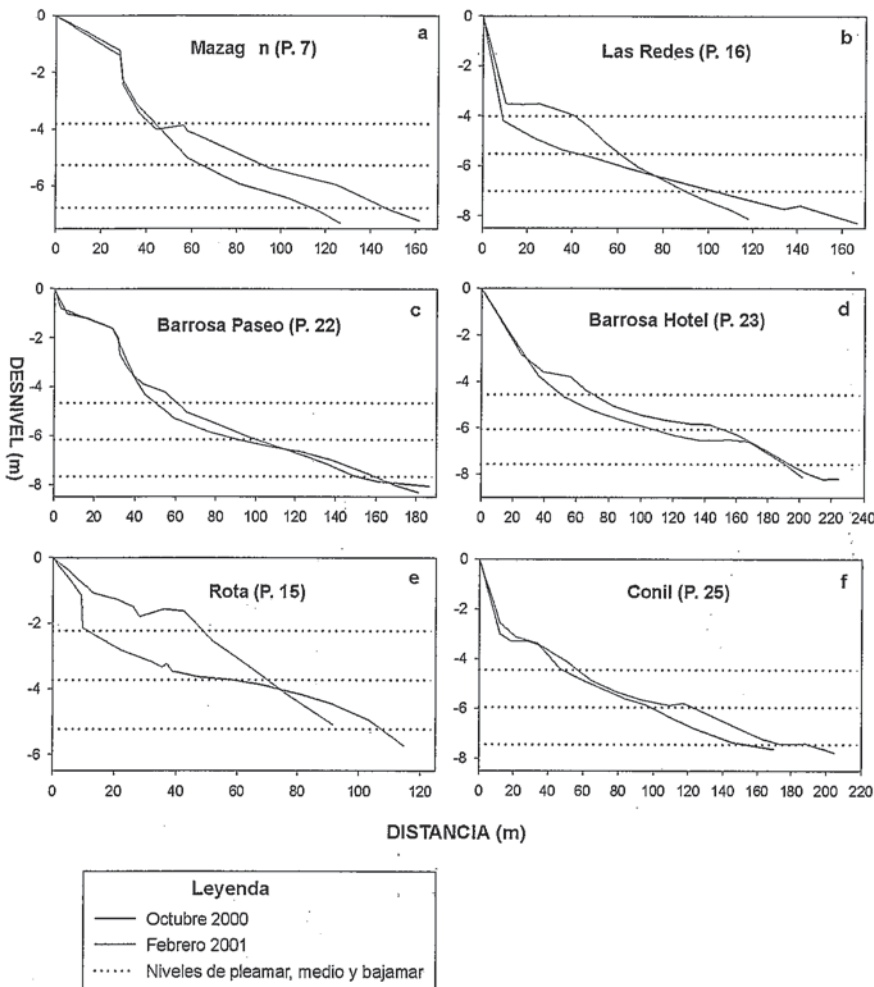 0
-2
-4
-6
0 20 40 60 80 100 120 140 160
Mazag n (P. 7)
a
0
-2
-4
-6
-8
0 20 40 60 80 100 120 140 160
Las Redes (P. 16)
b
0
-2
-4
-6
-8
0 20 40 60 80 100 120 140 160 180
Barrosa Paseo (P. 22)
c
0
-2
-4
-6
-8
0 20 40 60 80 100 120 140 160 180 200 220 240
Barrosa Hotel (P. 23)
d
0
-2
-4
-6
0 20 40 60 80 100 120
Rota (P. 15)
e
0
-2
-4
-6
-8
0 20 40 60 80 100 120 140 160 180 200 220
Conil (P. 25)
f
DESNIVEL (m)
DISTANCIA (m)
Leyenda
Octubre 2000
Febrero 2001
Niveles de pleamar, medio y bajamar